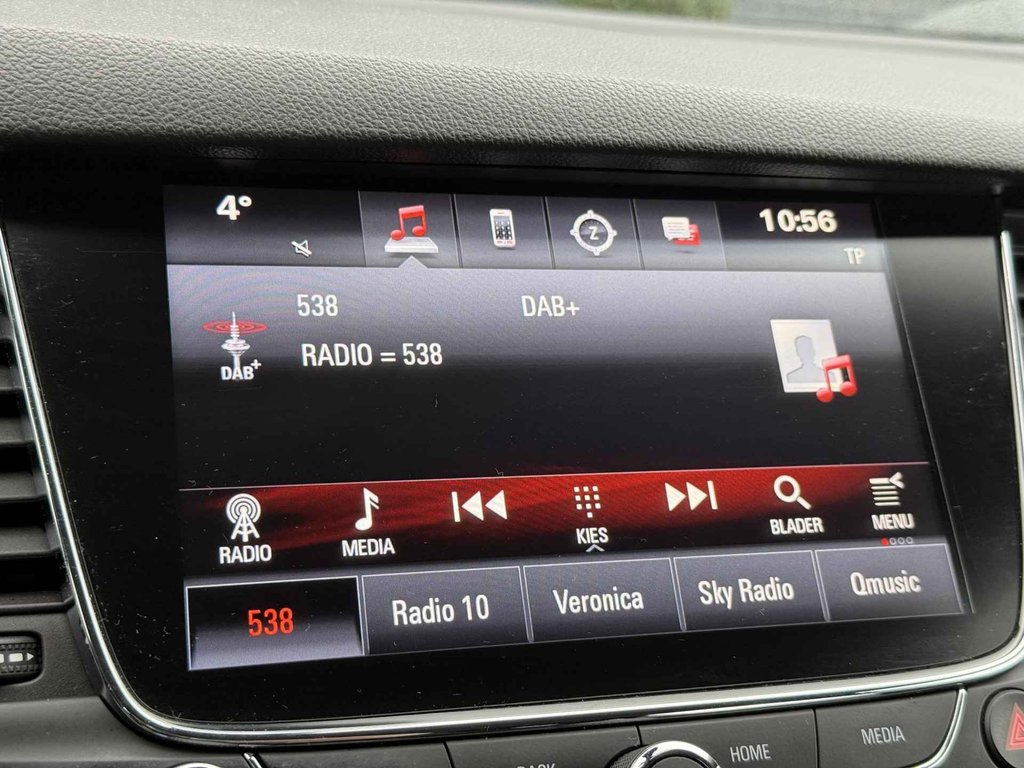 4° 10:56
TP
538 DAB+
DAB+ RADIO = 538
RADIO MEDIA KIES BLADER MENU
538 Radio 10 Veronica Sky Radio Qmusic
BACK HOME MEDIA